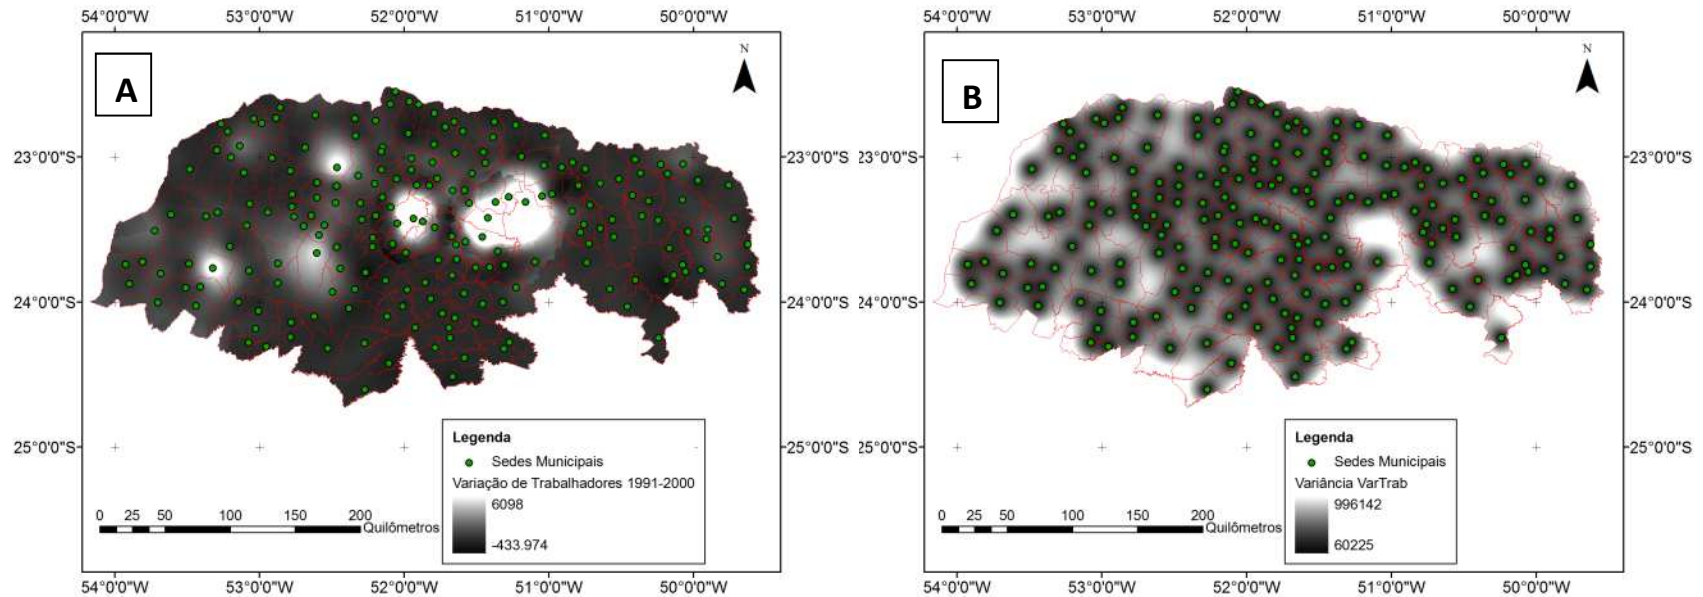 54°0'0"W 53°0'0"W 52°0'0"W 51°0'0"W 50°0'0"W
A
N
23°0'0"S 23°0'0"S
24°0'0"S 24°0'0"S
25°0'0"S 25°0'0"S
Legenda
Sedes Municipais
Variação de Trabalhadores 1991-2000
6098
-433.974
0 25 50 100 150 200
Quilômetros
54°0'0"W 53°0'0"W 52°0'0"W 51°0'0"W 50°0'0"W
54°0'0"W 53°0'0"W 52°0'0"W 51°0'0"W 50°0'0"W
B
N
23°0'0"S 23°0'0"S
24°0'0"S 24°0'0"S
25°0'0"S 25°0'0"S
Legenda
Sedes Municipais
Variância VarTrab
996142
60225
0 25 50 100 150 200
Quilômetros
54°0'0"W 53°0'0"W 52°0'0"W 51°0'0"W 50°0'0"W